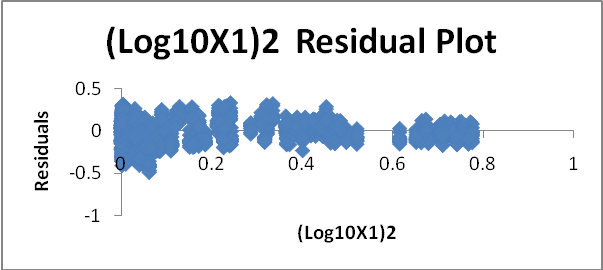 (Log10X1)2 Residual Plot
Residuals
0.5
0
-0.5
-1
0 0.2 0.4 0.6 0.8 1
(Log10X1)2